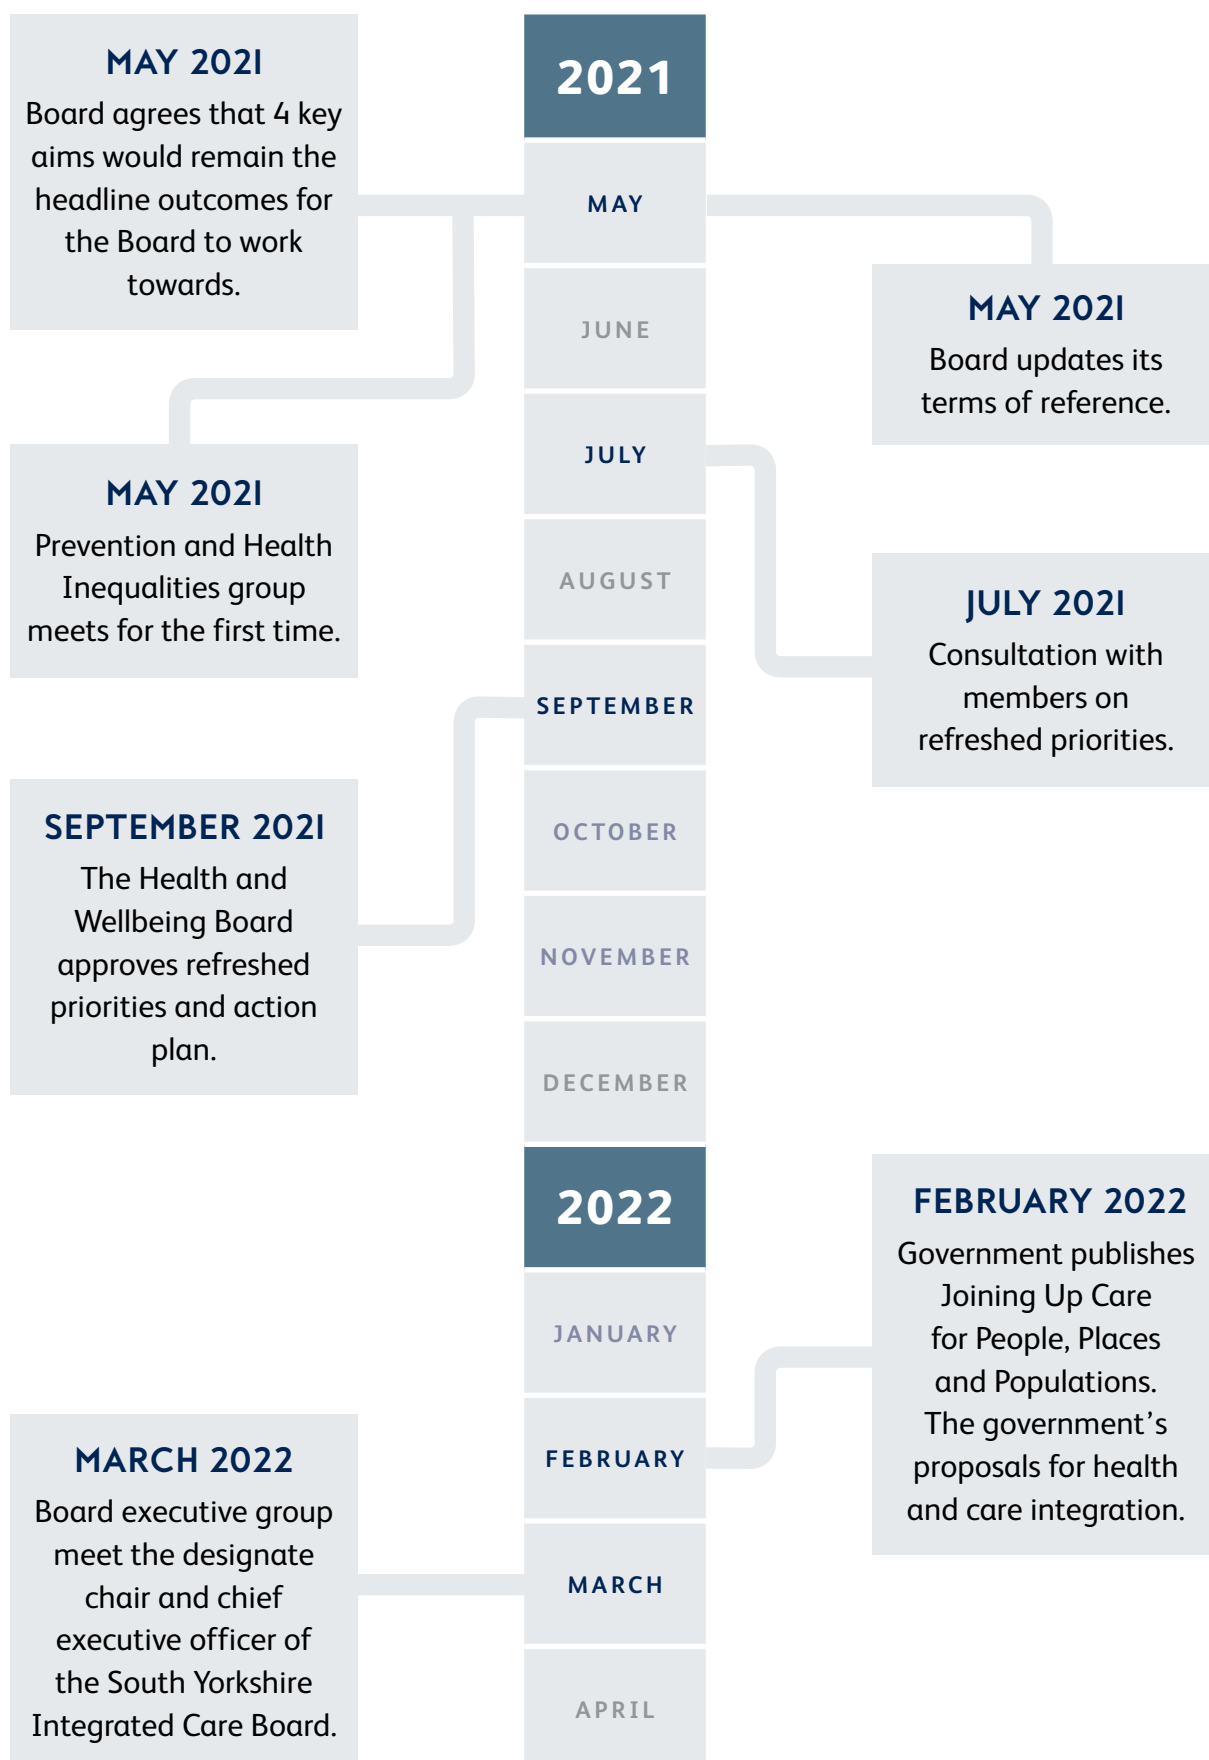 MAY 2021
Board agrees that 4 key
aims would remain the
headline outcomes for
the Board to work
towards.
2021
MAY
JUNE
MAY 2021
Board updates its
terms of reference.
MAY 2021
Prevention and Health
Inequalities group
meets for the first time.
JULY
AUGUST
JULY 2021
Consultation with
members on
refreshed priorities.
SEPTEMBER
SEPTEMBER 2021
The Health and
Wellbeing Board
approves refreshed
priorities and action
plan.
OCTOBER
NOVEMBER
DECEMBER
2022
JANUARY
FEBRUARY 2022
Government publishes
Joining Up Care
for People, Places
and Populations.
The government’s
proposals for health
and care integration.
FEBRUARY
MARCH 2022
Board executive group
meet the designate
chair and chief
executive officer of
the South Yorkshire
Integrated Care Board.
MARCH
APRIL